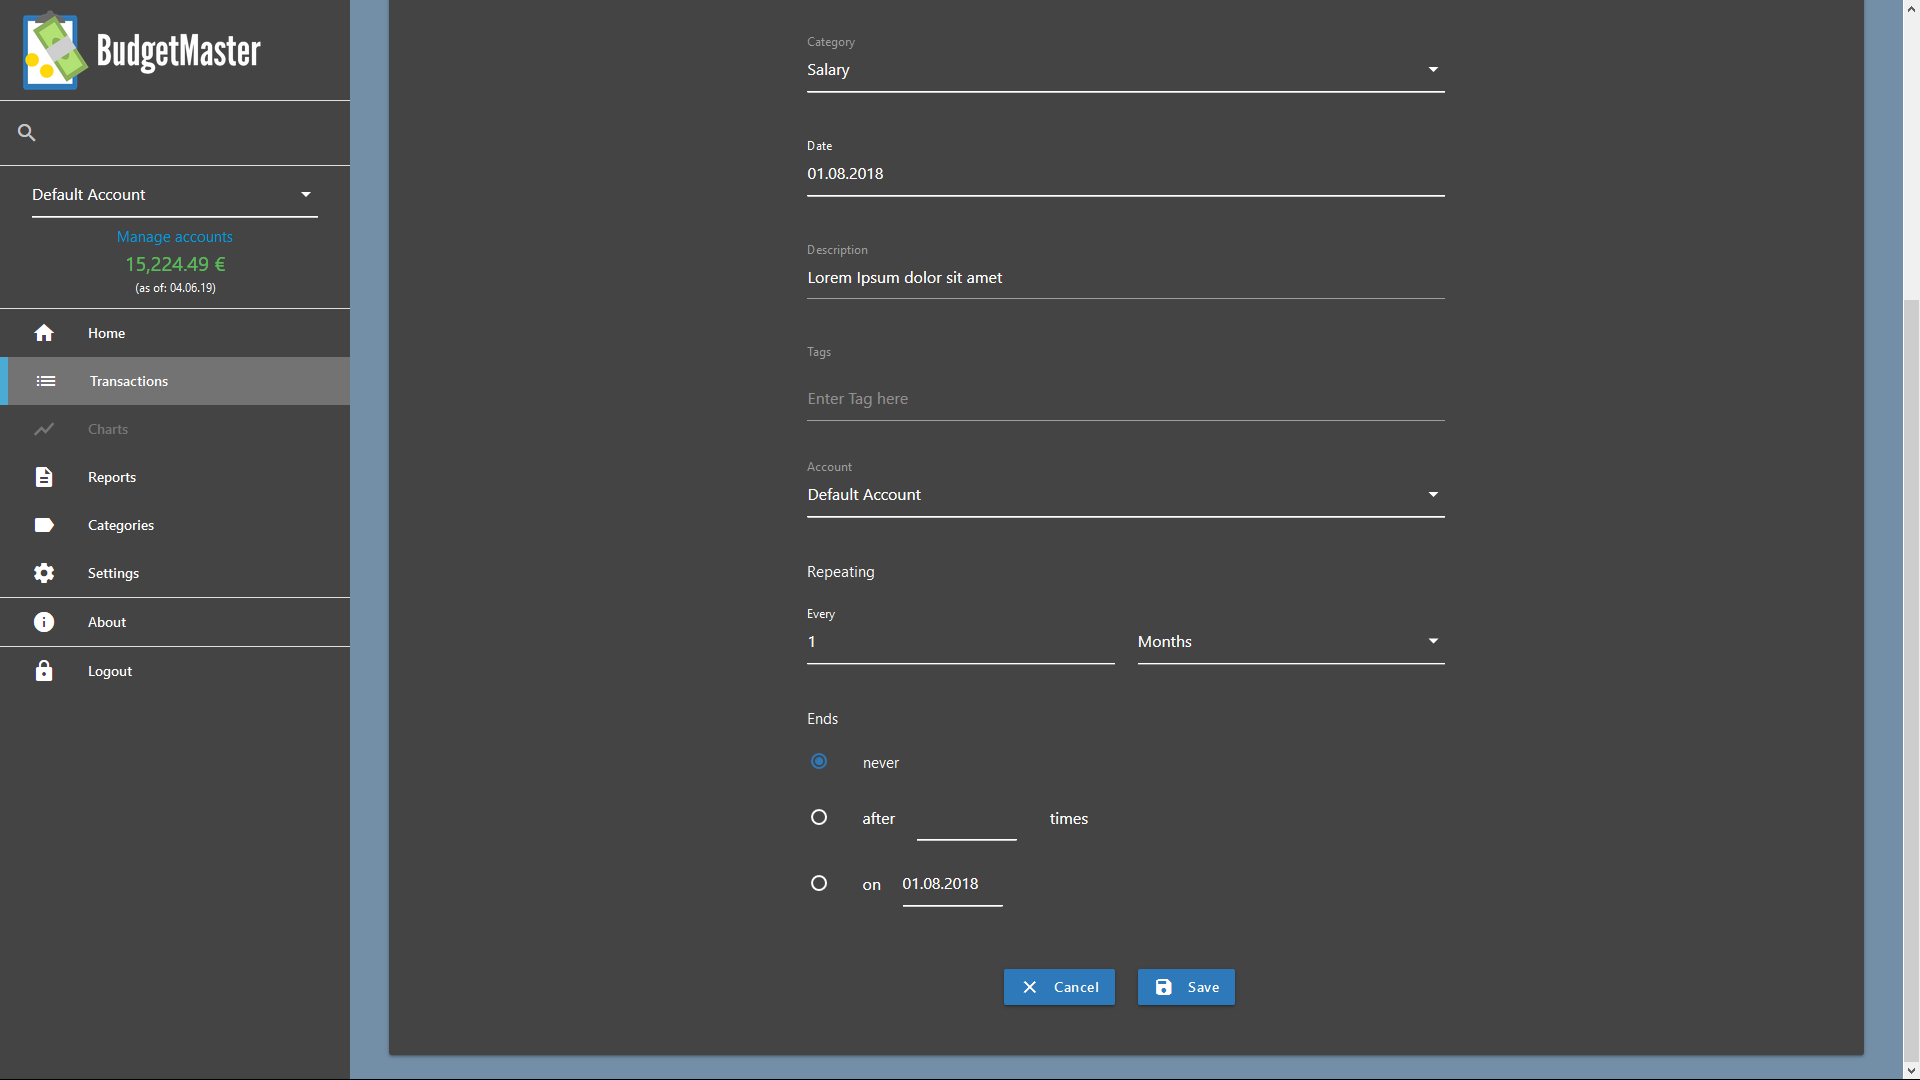 BudgetMaster
Default Account
Manage accounts
15,224.49 €
(as of: 04.06.19)
Home
Transactions
Charts
Reports
Categories
Settings
About
Logout
Category
Salary
Date
01.08.2018
Description
Lorem Ipsum dolor sit amet
Tags
Enter Tag here
Account
Default Account
Repeating
Every
1 Months
Ends
never
after times
on 01.08.2018
Cancel Save